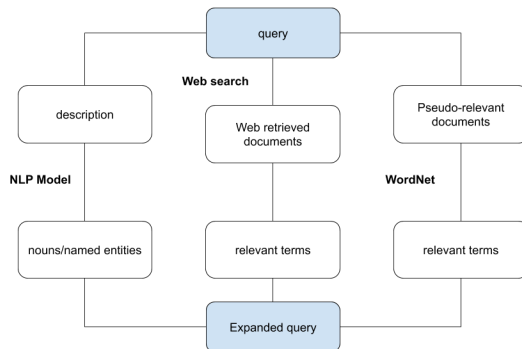 query
Web search
description
Web retrieved
documents
Pseudo-relevant
documents
NLP Model
WordNet
nouns/named entities
relevant terms
relevant terms
Expanded query